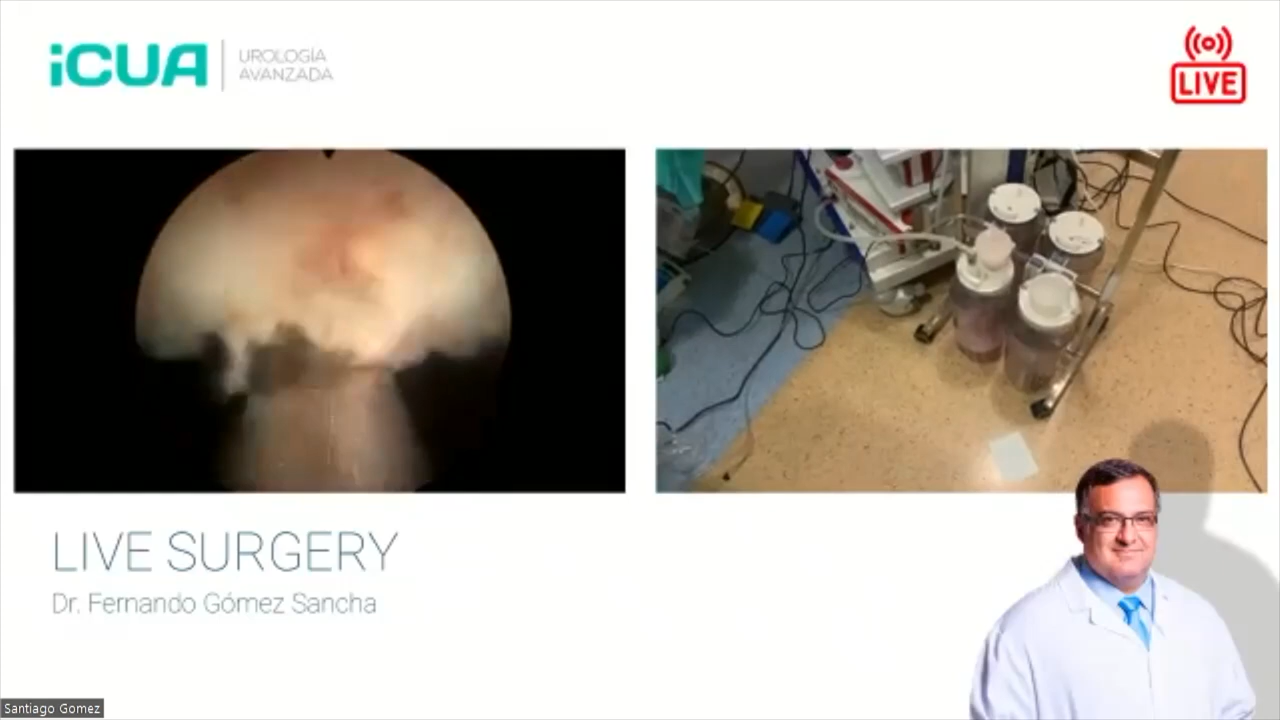 iCUA
UROLOGÍA
AVANZADA
LIVE
LIVE SURGERY
Dr. Fernando Gómez Sancha
Santiago Gomez